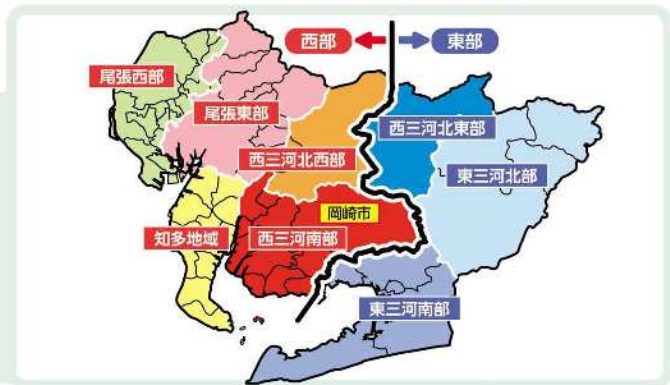 西部
東部
尾張西部
尾張東部
西三河北東部
西三河北西部
東三河北部
岡崎市
知多地域
西三河南部
東三河南部